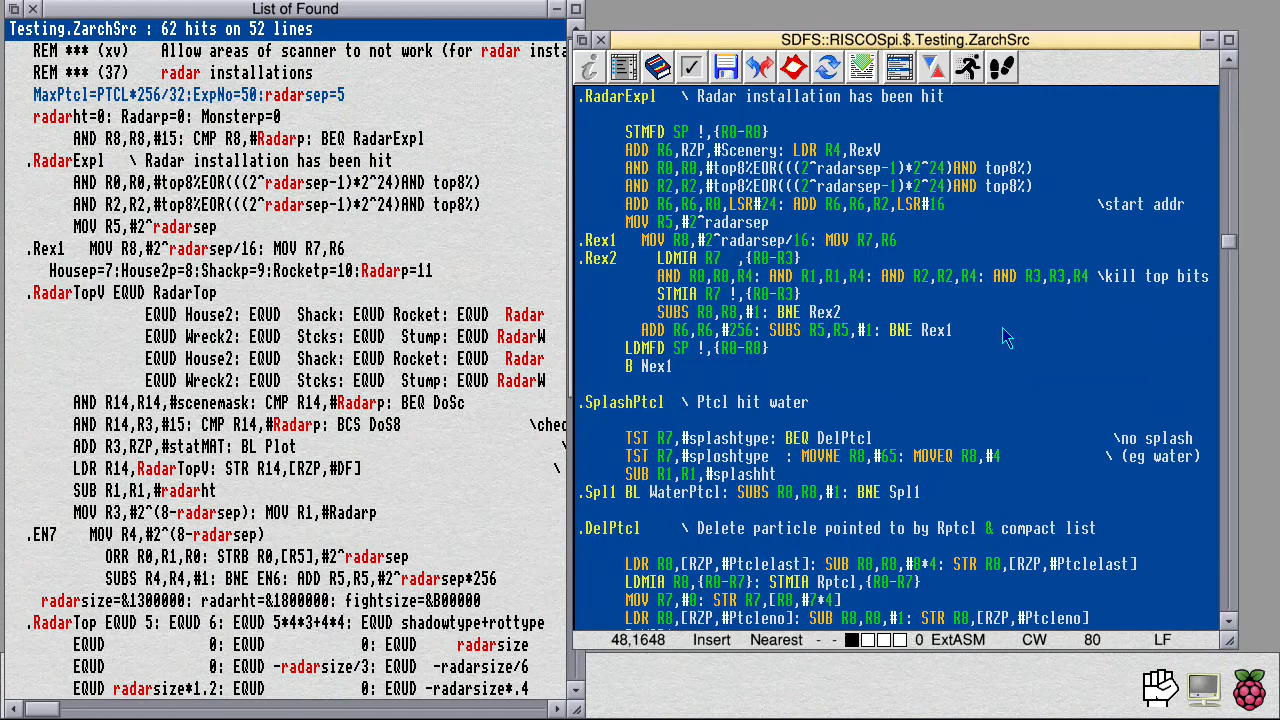 List of Found
Testing.ZarchSrc : 62 hits on 52 lines
REM *** (xv)    Allow areas of scanner to not work (for radar inst
REM *** (37)    radar installations
MaxPtcl=PTCL*256/32:ExpNo=50:radarsep=5
radarht=0: Radarp=0: Monsterp=0
AND R8,R8,#15: CMP R8,#Radarp: BEQ RadarExpl
.RadarExpl   \ Radar installation has been hit
AND R0,R0,#top8%EOR(((2^radarsep-1)*2^24)AND top8%)
AND R2,R2,#top8%EOR(((2^radarsep-1)*2^24)AND top8%)
MOV R5,#2^radarsep
.Rex1   MOV R8,#2^radarsep/16: MOV R7,R6
Housep=7:House2p=8:Shackp=9:Rocketp=10:Radarp=11
.RadarTopV EQUD RadarTop
EQUD House2: EQUD  Shack: EQUD Rocket: EQUD  Radar
EQUD Wreck2: EQUD  Stcks: EQUD  Stump: EQUD RadarW
EQUD House2: EQUD  Shack: EQUD Rocket: EQUD  Radar
EQUD Wreck2: EQUD  Stcks: EQUD  Stump: EQUD RadarW
AND R14,R14,#scenemask: CMP R14,#Radarp: BEQ DoSc
AND R14,R3,#15: CMP R14,#Radarp: BCS DoS8             \chec
ADD R3,RZP,#statMAT: BL Plot                              \
LDR R14,RadarTopV: STR R14,[RZP,#DF]                     \
SUB R1,R1,#radarht
MOV R3,#2^(8-radarsep): MOV R1,#Radarp
.EN7    MOV R4,#2^(8-radarsep)
ORR R0,R1,R0: STRB R0,[R5],#2^radarsep
SUBS R4,R4,#1: BNE EN6: ADD R5,R5,#2^radarsep*256
radarsize=&1300000: radarht=&1800000: fightsize=&B00000
.RadarTop EQUD 5: EQUD 6: EQUD 5*4*3+4*4: EQUD shadowtype+rottype
EQUD            0: EQUD            0: EQUD     radarsize
EQUD            0: EQUD -radarsize/3: EQUD  -radarsize/6
EQUD radarsize*1.2: EQUD            0: EQUD -radarsize*.4
SDFS::RISCOSpi.$.Testing.ZarchSrc
.RadarExpl   \ Radar installation has been hit
STMFD SP !,{R0-R8}
ADD R6,RZP,#Scenery: LDR R4,RexV
AND R0,R0,#top8%EOR(((2^radarsep-1)*2^24)AND top8%)
AND R2,R2,#top8%EOR(((2^radarsep-1)*2^24)AND top8%)
ADD R6,R6,R0,LSR#24: ADD R6,R6,R2,LSR#16                   \start addr
MOV R5,#2^radarsep
.Rex1   MOV R8,#2^radarsep/16: MOV R7,R6
.Rex2     LDMIA R7  ,{R0-R3}
AND R0,R0,R4: AND R1,R1,R4: AND R2,R2,R4: AND R3,R3,R4 \kill top bits
STMIA R7 !,{R0-R3}
SUBS R8,R8,#1: BNE Rex2
ADD R6,R6,#256: SUBS R5,R5,#1: BNE Rex1
LDMFD SP !,{R0-R8}
B Nex1
.SplashPtcl  \ Ptcl hit water
TST R7,#splashtype: BEQ DelPtcl                              \no splash
TST R7,#sploshtype  : MOVNE R8,#65: MOVEQ R8,#4             \ (eg water)
SUB R1,R1,#splashht
.Spl1 BL WaterPtcl: SUBS R8,R8,#1: BNE Spl1
.DelPtcl     \ Delete particle pointed to by Rptcl & compact list
LDR R8,[RZP,#Ptclelast]: SUB R8,R8,#8*4: STR R8,[RZP,#Ptclelast]
LDMIA R8,{R0-R7}: STMIA Rptcl,{R0-R7}
MOV R7,#0: STR R7,[R8,#7*4]
LDR R8,[RZP,#Ptcleno]: SUB R8,R8,#1: STR R8,[RZP,#Ptcleno]
48,1648 Insert Nearest - - 0 ExtASM CW 80 LF